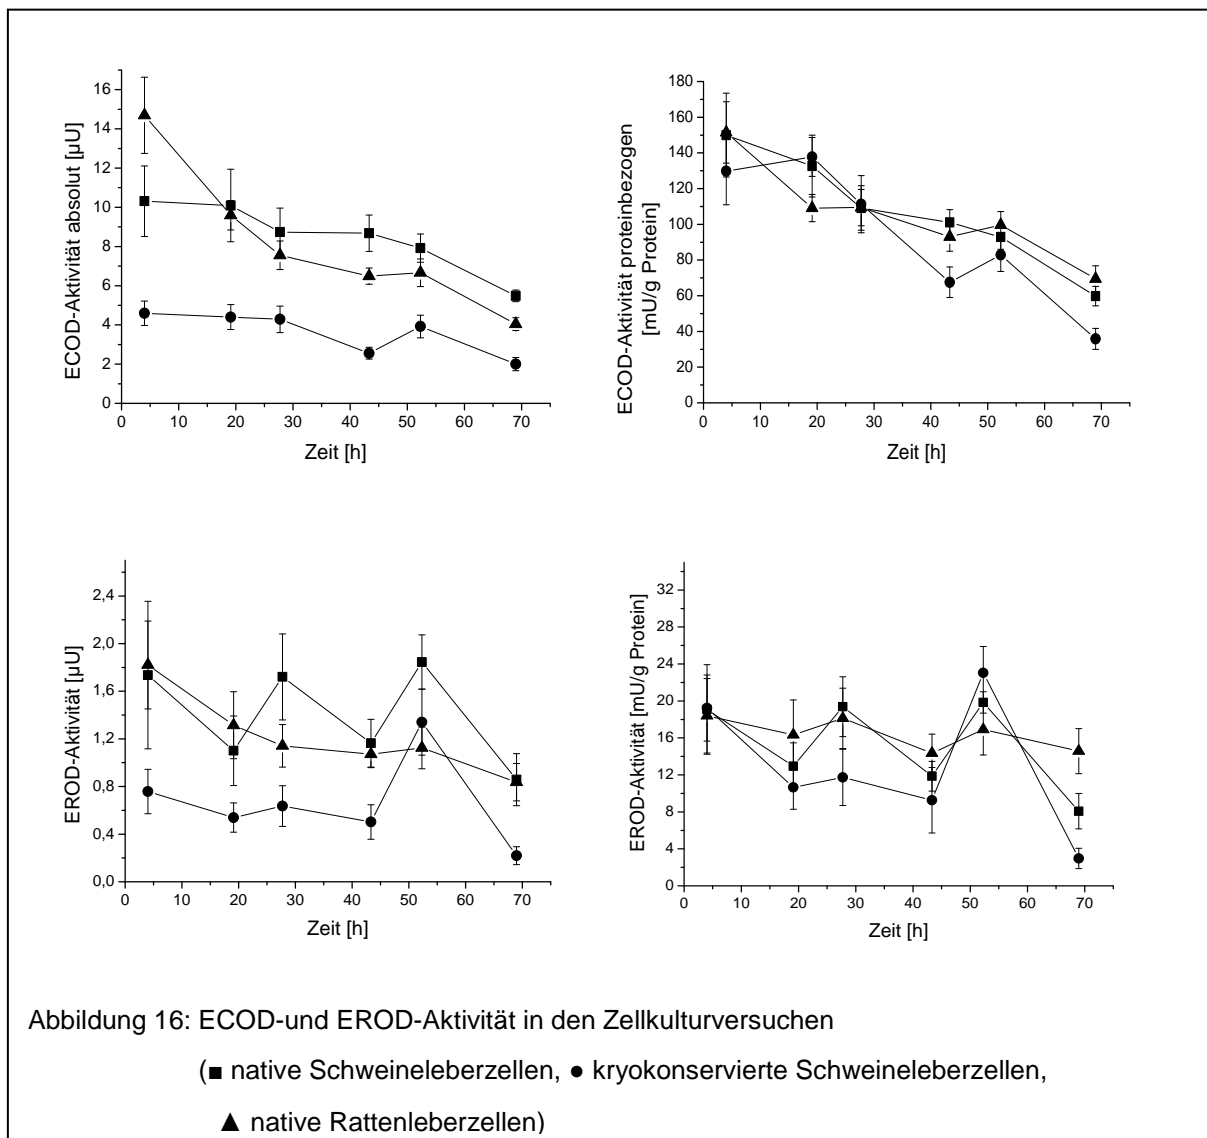 ECOD-Aktivität absolut [µU]
16
14
12
10
8
6
4
2
0
0 10 20 30 40 50 60 70
Zeit [h]
ECOD-Aktivität proteinbezogen
[mU/g Protein]
180
160
140
120
100
80
60
40
20
0
0 10 20 30 40 50 60 70
Zeit [h]
EROD-Aktivität [µU]
2,4
2,0
1,6
1,2
0,8
0,4
0,0
0 10 20 30 40 50 60 70
Zeit [h]
EROD-Aktivität [mU/g Protein]
32
28
24
20
16
12
8
4
0
0 10 20 30 40 50 60 70
Zeit [h]
Abbildung 16: ECOD-und EROD-Aktivität in den Zellkulturversuchen
(■ native Schweineleberzellen, ● kryokonservierte Schweineleberzellen,
▲ native Rattenleberzellen)